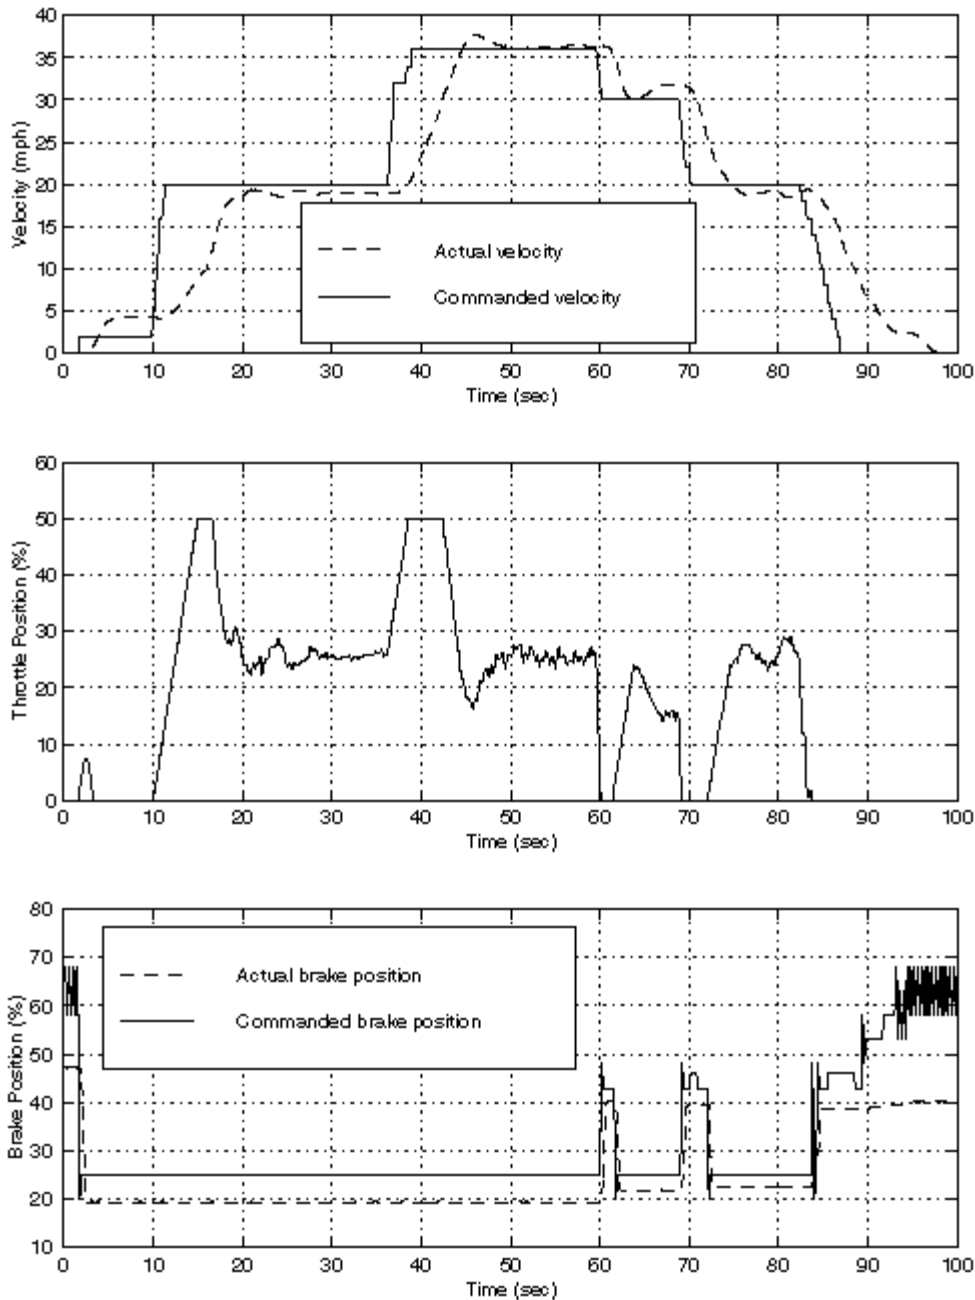 40
35
30
25
20
15
10
5
0
Velocity (mph)
Actual velocity
Commanded velocity
0 10 20 30 40 50 60 70 80 90 100
Time (sec)
60
50
40
30
20
10
0
Throttle Position (%)
0 10 20 30 40 50 60 70 80 90 100
Time (sec)
80
70
60
50
40
30
20
10
Brake Position (%)
Actual brake position
Commanded brake position
0 10 20 30 40 50 60 70 80 90 100
Time (sec)